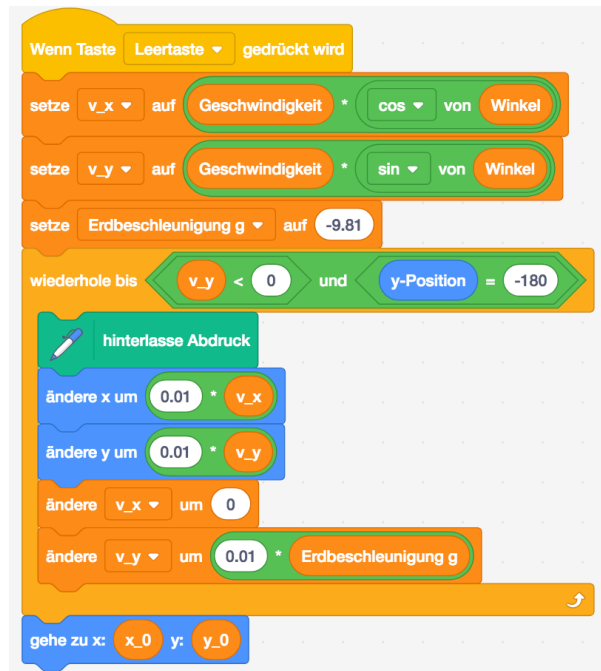 Wenn Taste Leertaste gedrückt wird
setze v_x auf Geschwindigkeit * cos von Winkel
setze v_y auf Geschwindigkeit * sin von Winkel
setze Erdbeschleunigung g auf -9.81
wiederhole bis v_y < 0 und y-Position = -180
hinterlasse Abdruck
ändere x um 0.01 * v_x
ändere y um 0.01 * v_y
ändere v_x um 0
ändere v_y um 0.01 * Erdbeschleunigung g
gehe zu x: x_0 y: y_0